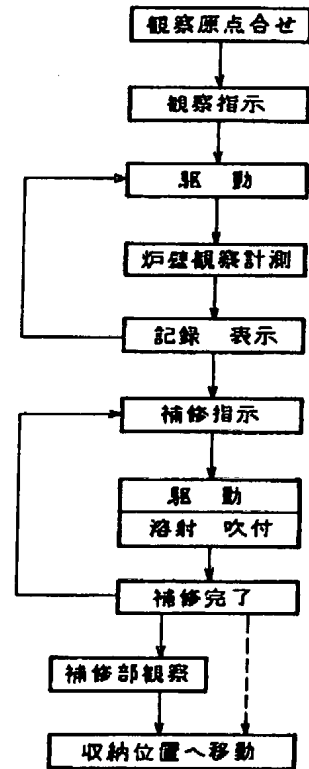 観察原点合せ
観察指示
駆動
炉壁観察計測
記録 表示
補修指示
駆動
溶射 吹付
補修完了
補修部観察
収納位置へ移動